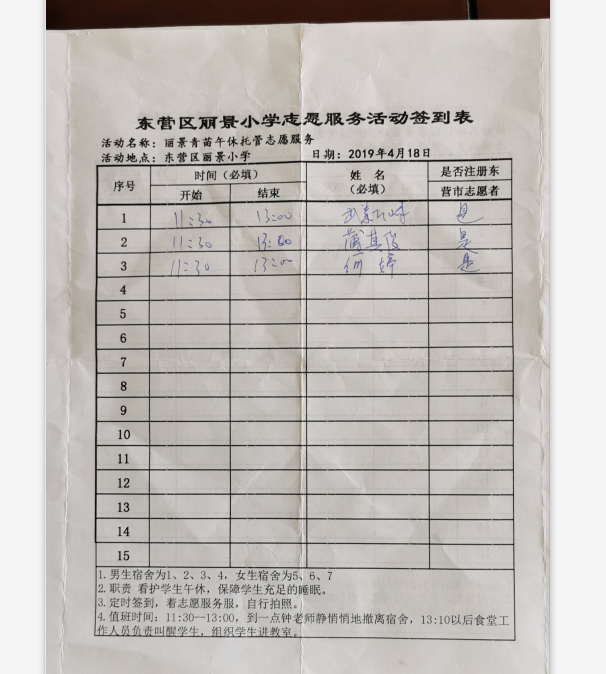 东营区丽景小学志愿服务活动签到表
活动名称：丽景青苗午休托管志愿服务
活动地点：东营区丽景小学 日期：2019年4月18日
序号 时间（必填） 姓 名 是否注册东
开始 结束 （必填） 营市志愿者
1 11:30 13:00 是
2 11:30 13:00 是
3 11:30 13:00 何婷 是
4
5
6
7
8
9
10
11
12
13
14
15
1.男生宿舍为1、2、3、4，女生宿舍为5、6、7
2.职责 看护学生午休，保障学生充足的睡眠。
3.定时签到，着志愿服务服，自行拍照。
4.值班时间：11:30--13:00，到一点钟老师静悄悄地撤离宿舍，13:10以后食堂工
作人员负责叫醒学生，组织学生进教室。